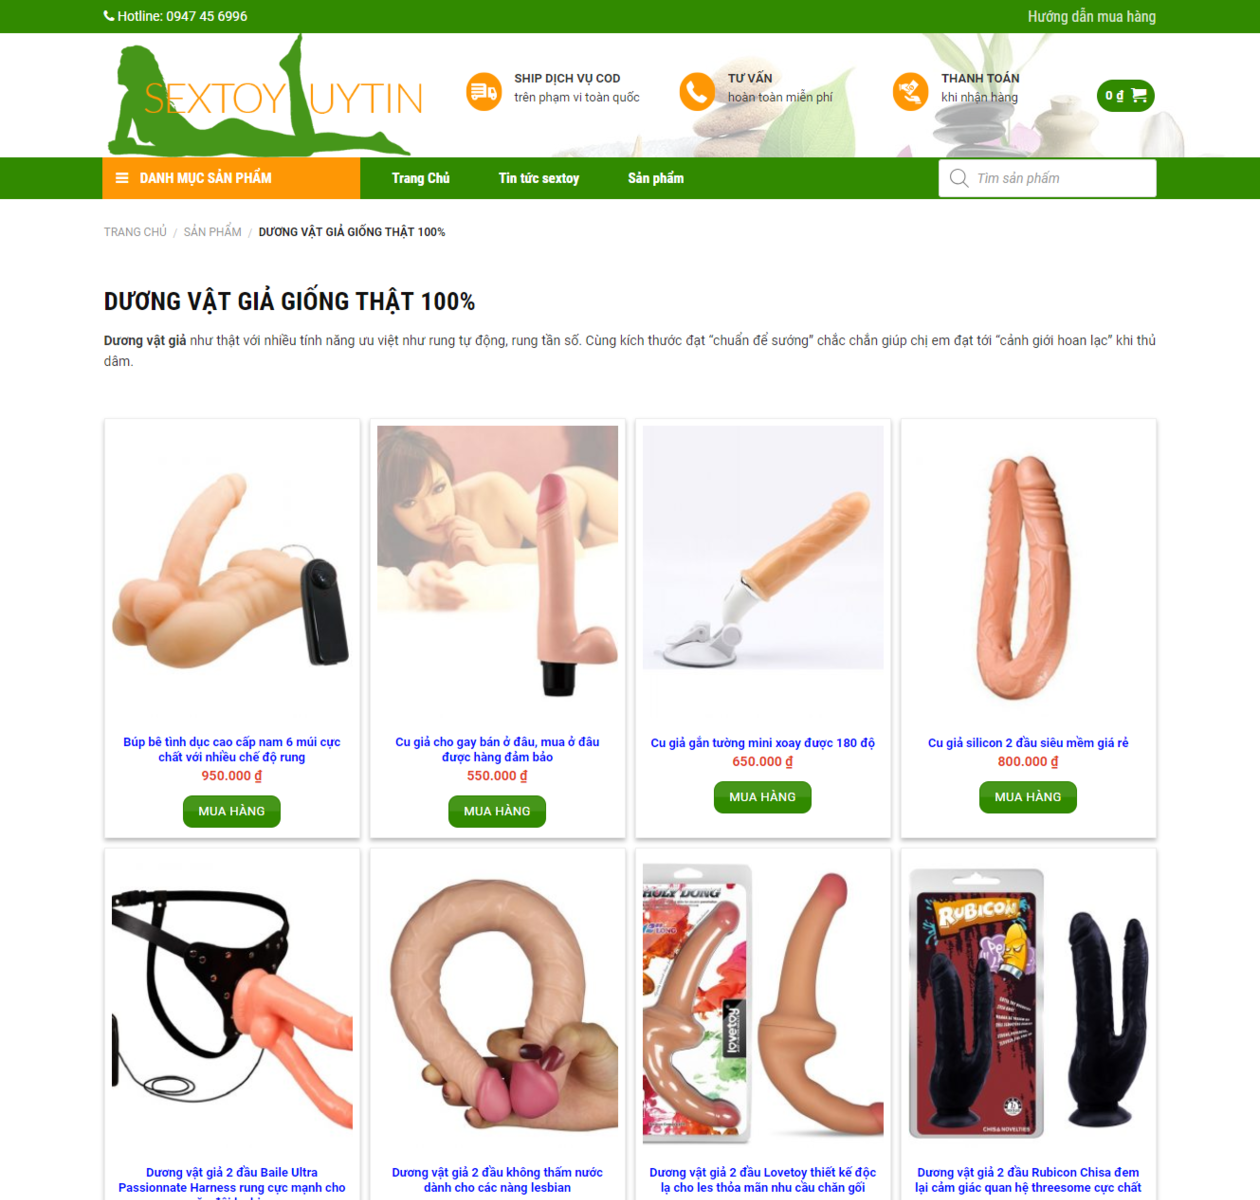 Hotline: 0947 45 6996
Hướng dẫn mua hàng
SEXTOY UYTIN
SHIP DỊCH VỤ COD
trên phạm vi toàn quốc
TƯ VẤN
hoàn toàn miễn phí
THANH TOÁN
khi nhận hàng
0 ₫
DANH MỤC SẢN PHẨM
Trang Chủ
Tin tức sextoy
Sản phẩm
Tìm sản phẩm
TRANG CHỦ / SẢN PHẨM / DƯƠNG VẬT GIẢ GIỐNG THẬT 100%
DƯƠNG VẬT GIẢ GIỐNG THẬT 100%
Dương vật giả như thật với nhiều tính năng ưu việt như rung tự động, rung tần số. Cùng kích thước đạt “chuẩn để sướng” chắc chắn giúp chị em đạt tới “cảnh giới hoan lạc” khi thủ
dâm.
Búp bê tình dục cao cấp nam 6 múi cực
chất với nhiều chế độ rung
950.000 ₫
MUA HÀNG
Cu giả cho gay bán ở đâu, mua ở đâu
được hàng đảm bảo
550.000 ₫
MUA HÀNG
Cu giả gắn tường mini xoay được 180 độ
650.000 ₫
MUA HÀNG
Cu giả silicon 2 đầu siêu mềm giá rẻ
800.000 ₫
MUA HÀNG
HOLY DONG
lovetoy
RUBICON
CHISA NOVELTIES
Dương vật giả 2 đầu Baile Ultra
Passionnate Harness rung cực mạnh cho
Dương vật giả 2 đầu không thấm nước
dành cho các nàng lesbian
Dương vật giả 2 đầu Lovetoy thiết kế độc
lạ cho les thỏa mãn nhu cầu chăn gối
Dương vật giả 2 đầu Rubicon Chisa đem
lại cảm giác quan hệ threesome cực chất